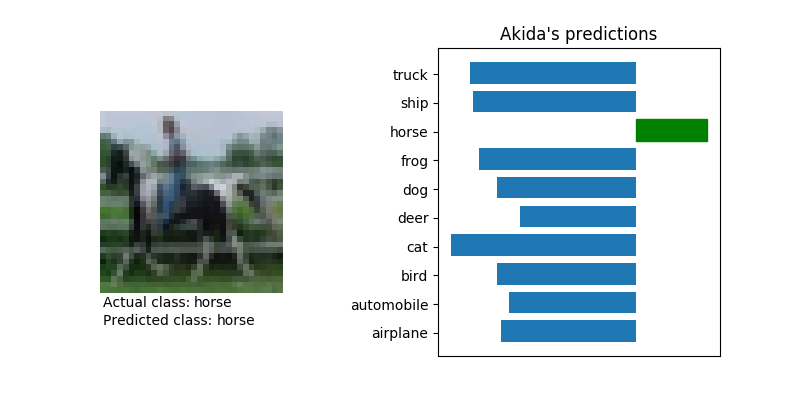 Akida's predictions
truck
ship
horse
frog
dog
deer
cat
bird
automobile
airplane
Actual class: horse
Predicted class: horse